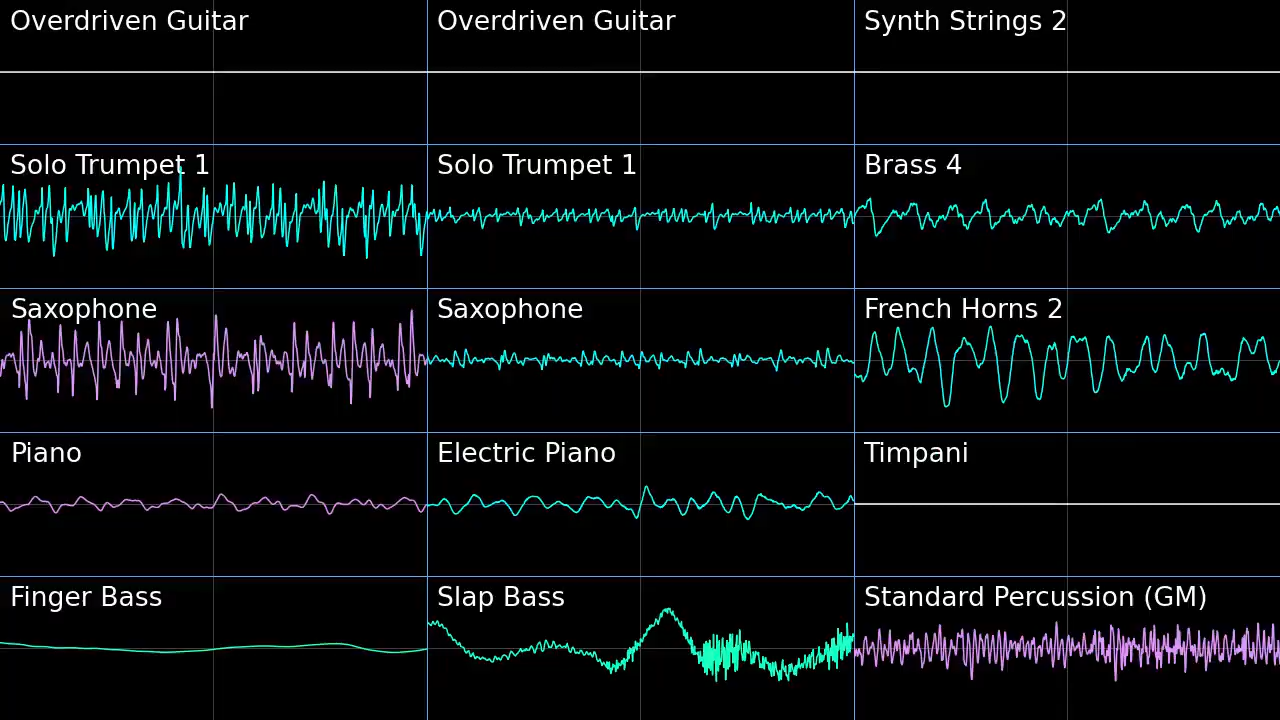 Overdriven Guitar
Overdriven Guitar
Synth Strings 2
Solo Trumpet 1
Solo Trumpet 1
Brass 4
Saxophone
Saxophone
French Horns 2
Piano
Electric Piano
Timpani
Finger Bass
Slap Bass
Standard Percussion (GM)